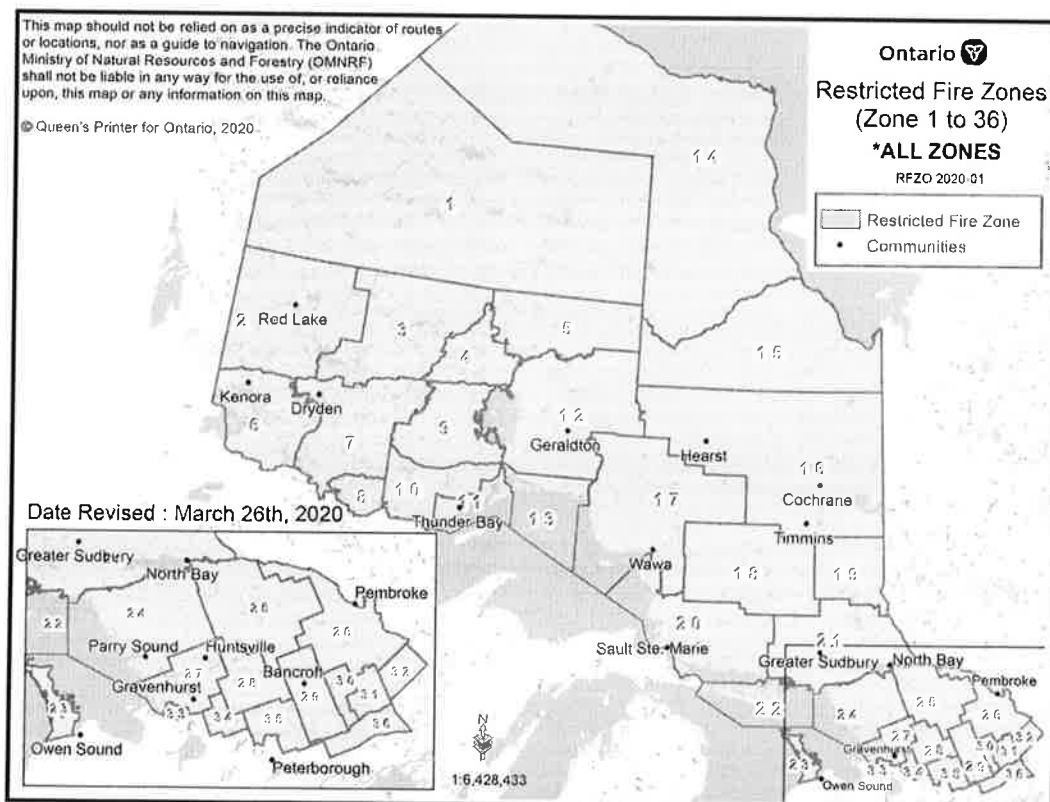 This map should not be relied on as a precise indicator of routes
or locations, nor as a guide to navigation. The Ontario
Ministry of Natural Resources and Forestry (OMNRF)
shall not be liable in any way for the use of, or reliance
upon, this map or any information on this map.
© Queen's Printer for Ontario, 2020
Ontario
Restricted Fire Zones
(Zone 1 to 36)
*ALL ZONES
RFZO 2020-01
Restricted Fire Zone
Communities
14
1
2
Red Lake
3
5
4
15
Kenora
Dryden
6
7
9
12
Geraldton
Hearst
16
Cochrane
8
10
11
Thunder Bay
13
17
Timmins
Wawa
18
19
20
Sault Ste. Marie
21
Greater Sudbury
North Bay
22
24
25
Pembroke
26
27
Gravenhurst
28
30
32
31
23
33
34
35
29
36
Owen Sound
Date Revised : March 26th, 2020
Greater Sudbury
North Bay
Pembroke
22
24
26
Parry Sound
Huntsville
27
Bancroft
32
Gravenhurst
28
29
30
31
23
33
34
35
36
Owen Sound
Peterborough
N
1:6,428,433